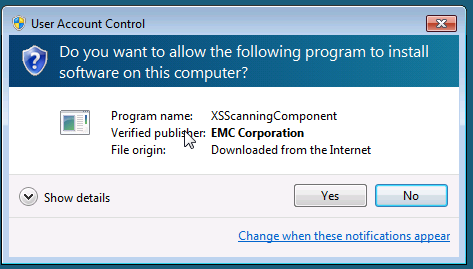 User Account Control
Do you want to allow the following program to install
software on this computer?
Program name: XSScanningComponent
Verified publisher: EMC Corporation
File origin: Downloaded from the Internet
Show details
Yes
No
Change when these notifications appear